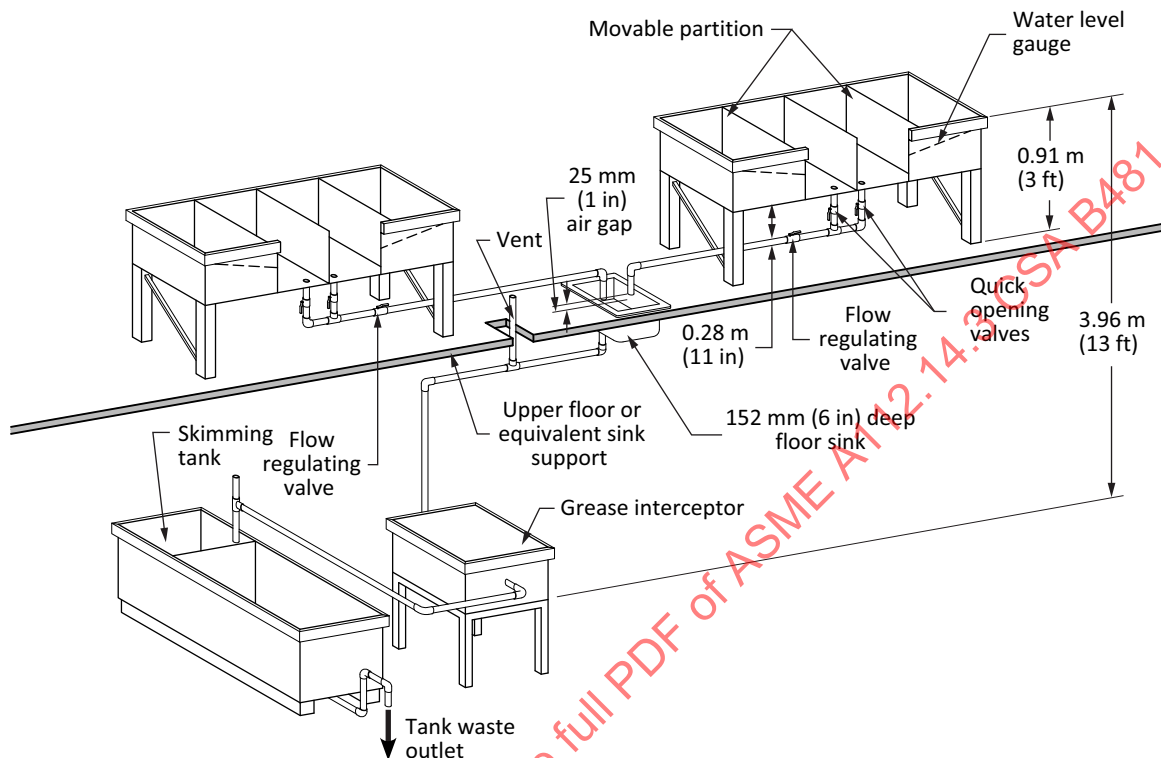 Movable partition
Water level
gauge
25 mm
(1 in)
air gap
0.91 m
(3 ft)
Vent
Quick
opening
valves
0.28 m
(11 in)
Flow
regulating
valve
3.96 m
(13 ft)
Upper floor or
equivalent sink
support
152 mm (6 in) deep
floor sink
Skimming
tank
Flow
regulating
valve
Grease interceptor
Tank waste
outlet
full PDF of ASME A112.14.3 CSA B481